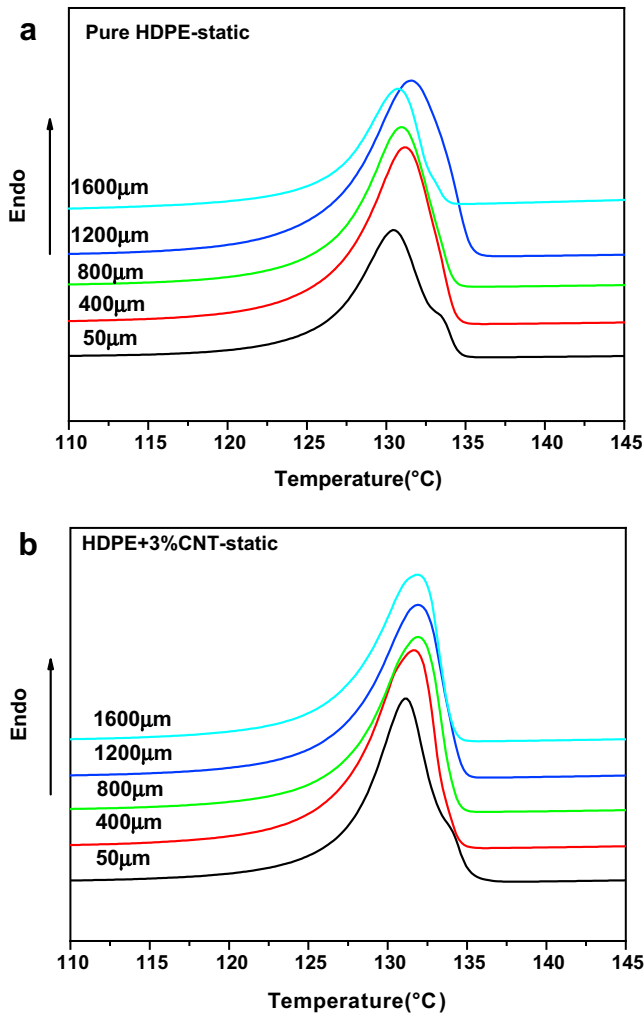 a
Pure HDPE-static
Endo
1600μm
1200μm
800μm
400μm
50μm
110 115 120 125 130 135 140 145
Temperature(°C)
b
HDPE+3%CNT-static
Endo
1600μm
1200μm
800μm
400μm
50μm
110 115 120 125 130 135 140 145
Temperature(°C)